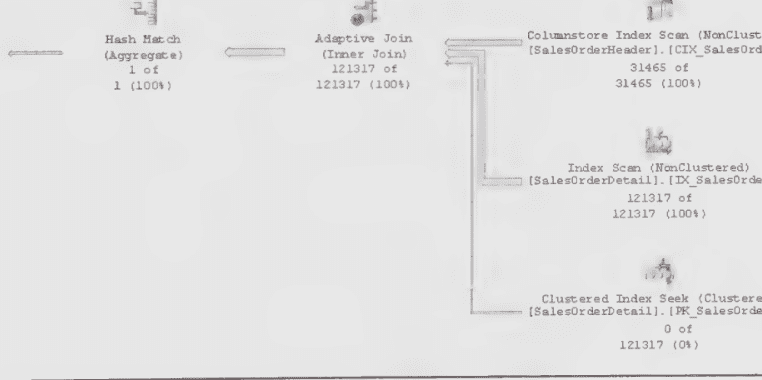 Hash Match
(Aggregate)
1 of
1 (100%)
Adaptive Join
(Inner Join)
121317 of
121317 (100%)
Columnstore Index Scan (NonClust
[SalesOrderHeader].[CIX_SalesOrd
31465 of
31465 (100%)
Index Scan (NonClustered)
[SalesOrderDetail].[IX_SalesOrde
121317 of
121317 (100%)
Clustered Index Seek (Clustere
[SalesOrderDetail].[PK_SalesOrde
0 of
121317 (0%)